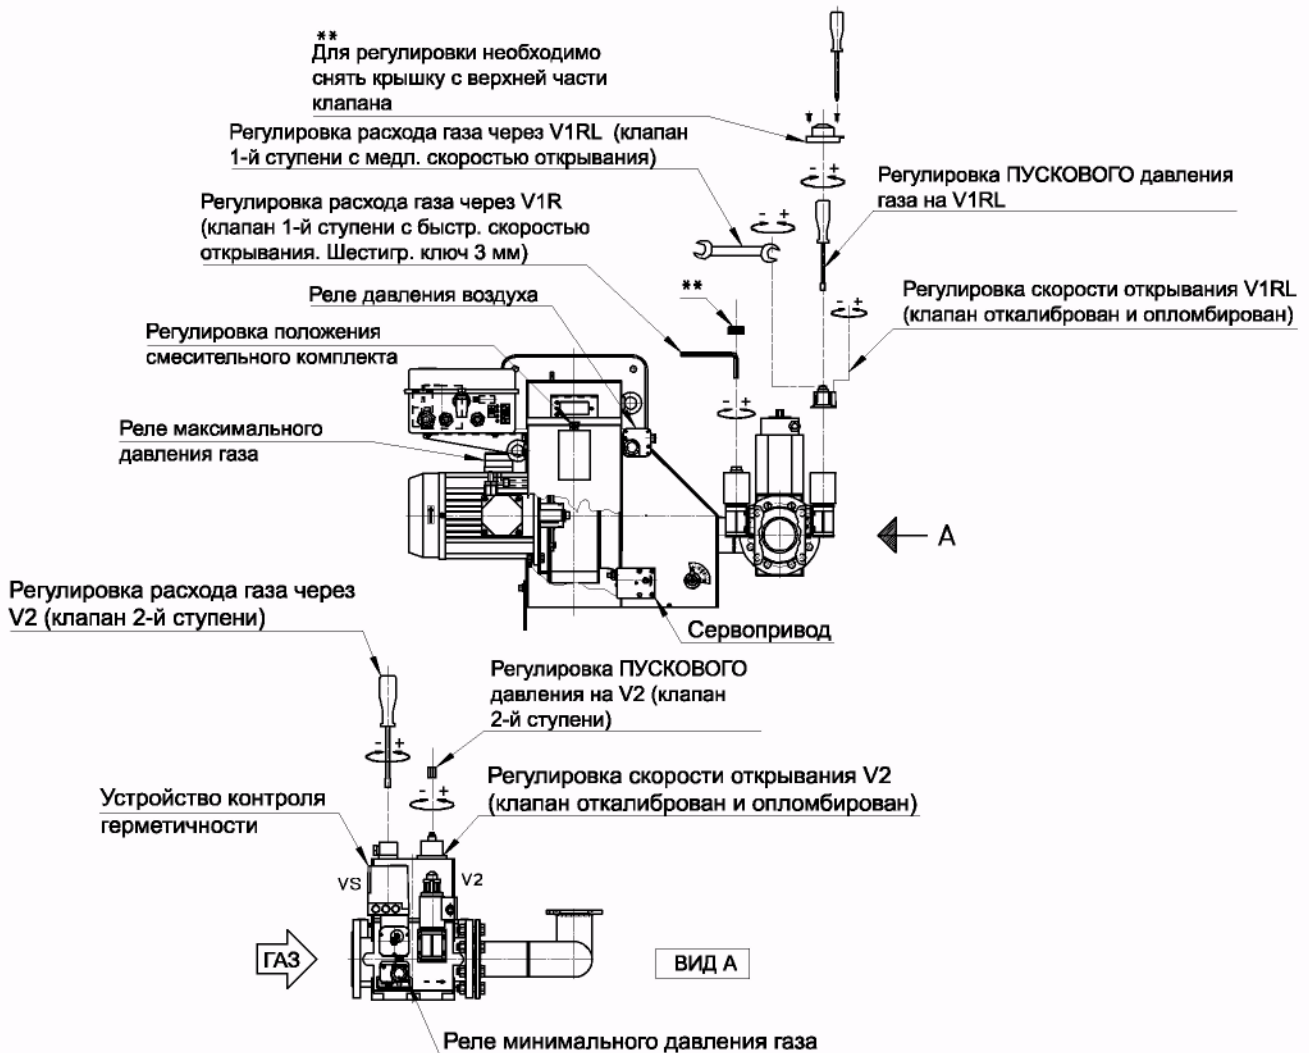 **
Для регулировки необходимо
снять крышку с верхней части
клапана
Регулировка расхода газа через V1RL (клапан
1-й ступени с медл. скоростью открывания)
Регулировка ПУСКОВОГО давления
газа на V1RL
Регулировка расхода газа через V1R
(клапан 1-й ступени с быстр. скоростью
открывания. Шестигр. ключ 3 мм)
**
Реле давления воздуха
Регулировка скорости открывания V1RL
(клапан откалиброван и опломбирован)
Регулировка положения
смесительного комплекта
Реле максимального
давления газа
A
Регулировка расхода газа через
V2 (клапан 2-й ступени)
Сервопривод
Регулировка ПУСКОВОГО
давления на V2 (клапан
2-й ступени)
Регулировка скорости открывания V2
(клапан откалиброван и опломбирован)
Устройство контроля
герметичности
VS
V2
ГАЗ
ВИД А
Реле минимального давления газа
- +
- +
- +
- +
- +
- +